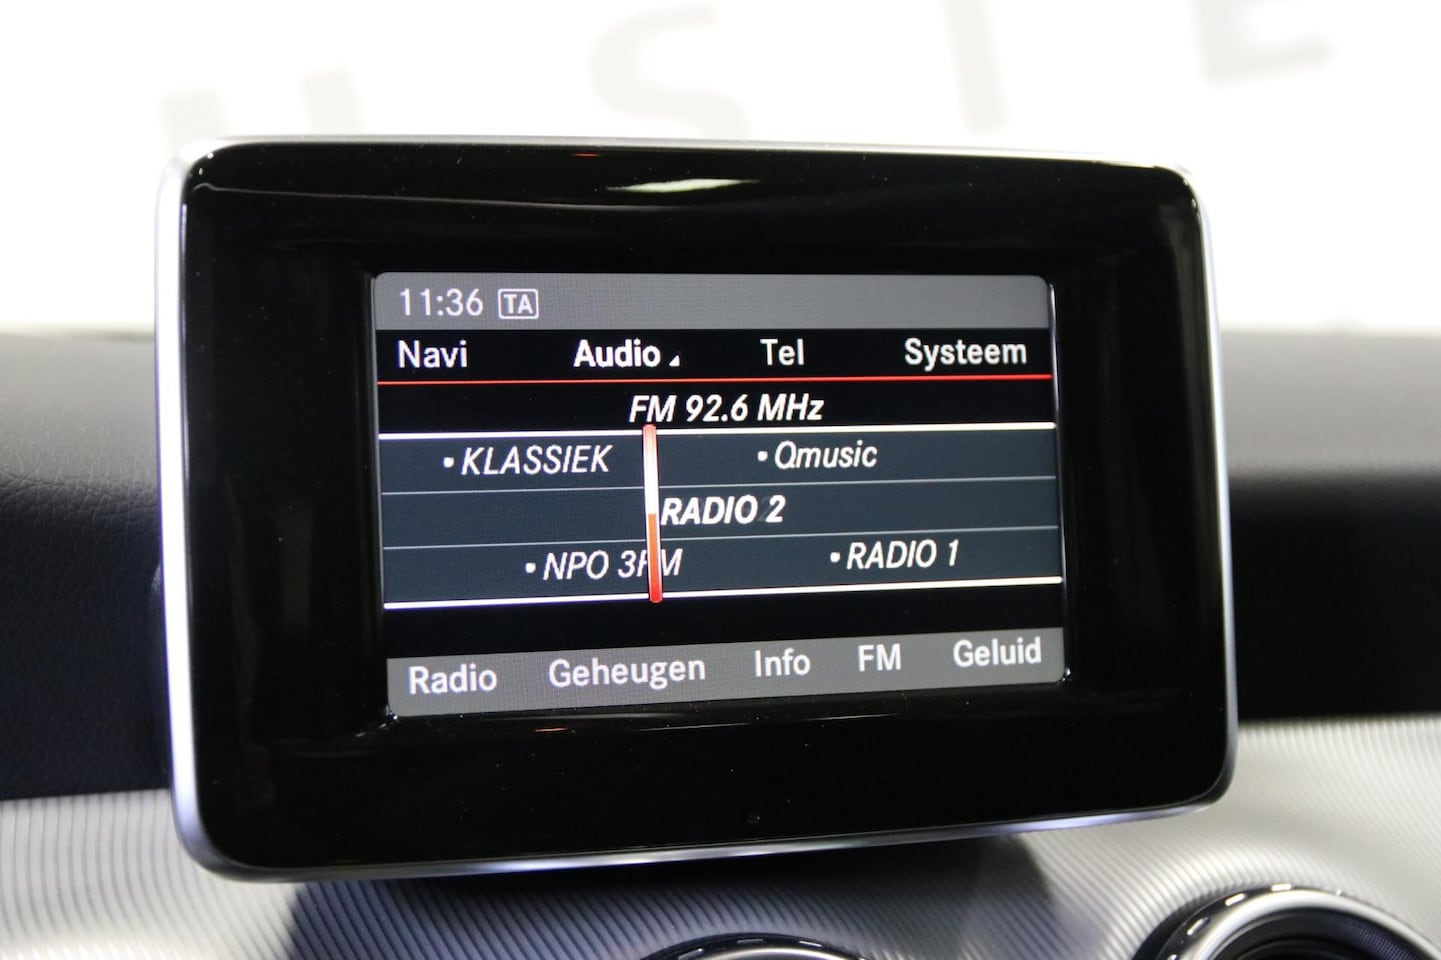 11:36 TA
Navi Audio Tel Systeem
FM 92.6 MHz
•KLASSIEK •Qmusic
RADIO 2
•NPO 3FM •RADIO 1
Radio Geheugen Info FM Geluid